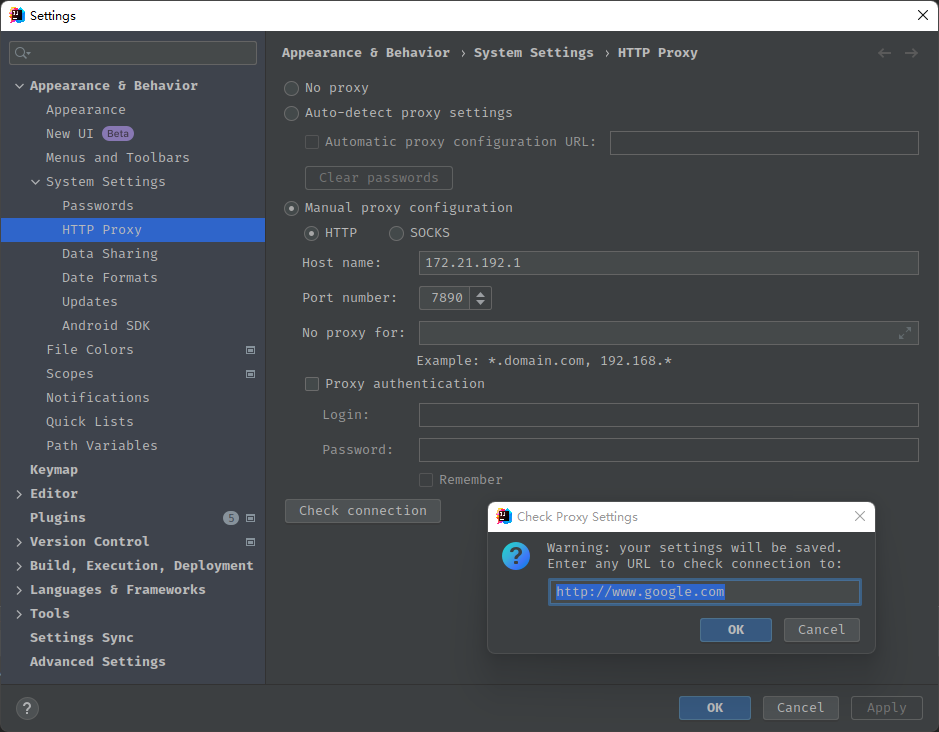 Settings
Appearance & Behavior
Appearance
New UI Beta
Menus and Toolbars
System Settings
Passwords
HTTP Proxy
Data Sharing
Date Formats
Updates
Android SDK
File Colors
Scopes
Notifications
Quick Lists
Path Variables
Keymap
Editor
Plugins 5
Version Control
Build, Execution, Deployment
Languages & Frameworks
Tools
Settings Sync
Advanced Settings
Appearance & Behavior › System Settings › HTTP Proxy
No proxy
Auto-detect proxy settings
Automatic proxy configuration URL:
Clear passwords
Manual proxy configuration
HTTP SOCKS
Host name: 172.21.192.1
Port number: 7890
No proxy for:
Example: *.domain.com, 192.168.*
Proxy authentication
Login:
Password:
Remember
Check connection
Check Proxy Settings
?
Warning: your settings will be saved.
Enter any URL to check connection to:
http://www.google.com
OK Cancel
? OK Cancel Apply